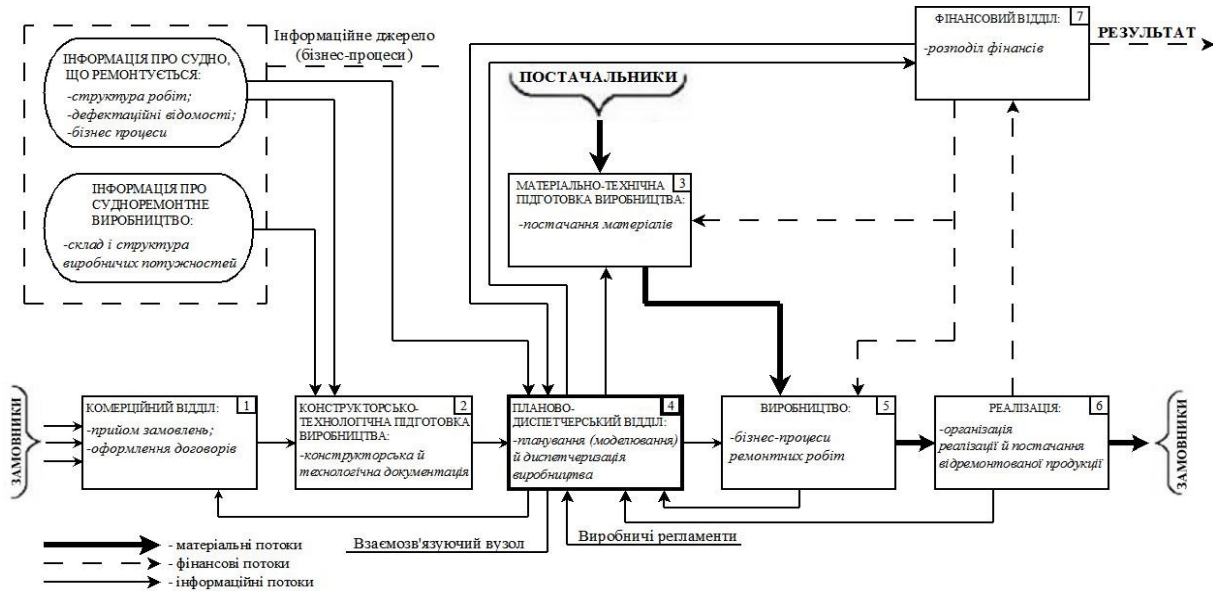 ІНФОРМАЦІЯ ПРО СУДНО,
ЩО РЕМОНТУЄТЬСЯ:
-структура робіт;
-дефектаційні відомості;
-бізнес процеси
ІНФОРМАЦІЯ ПРО
СУДНОРЕМОНТНЕ
ВИРОБНИЦТВО:
-склад і структура
виробничих потужностей
Інформаційне джерело
(бізнес-процеси)
ПОСТАЧАЛЬНИКИ
ФІНАНСОВИЙ ВІДДІЛ:
7
-розподіл фінансів
РЕЗУЛЬТАТ
МАТЕРІАЛЬНО-ТЕХНІЧНА
3
ПІДГОТОВКА ВИРОБНИЦТВА:
-постачання матеріалів
ЗАМОВНИКИ
КОМЕРЦІЙНИЙ ВІДДІЛ:
1
-прийом замовлень;
-оформлення договорів
КОНСТРУКТОРСЬКО-
2
ТЕХНОЛОГІЧНА ПІДГОТОВКА
ВИРОБНИЦТВА:
-конструкторська й
технологічна документація
ПЛАНОВО-
4
ДИСПЕТЧЕРСЬКИЙ ВІДДІЛ:
-планування (моделювання)
й диспетчеризація
виробництва
ВИРОБНИЦТВО:
5
-бізнес-процеси
ремонтних робіт
РЕАЛІЗАЦІЯ:
6
-організація
реалізації й постачання
відремонтованої продукції
ЗАМОВНИКИ
Взаємозв'язуючий вузол
Виробничі регламенти
- матеріальні потоки
- фінансові потоки
- інформаційні потоки